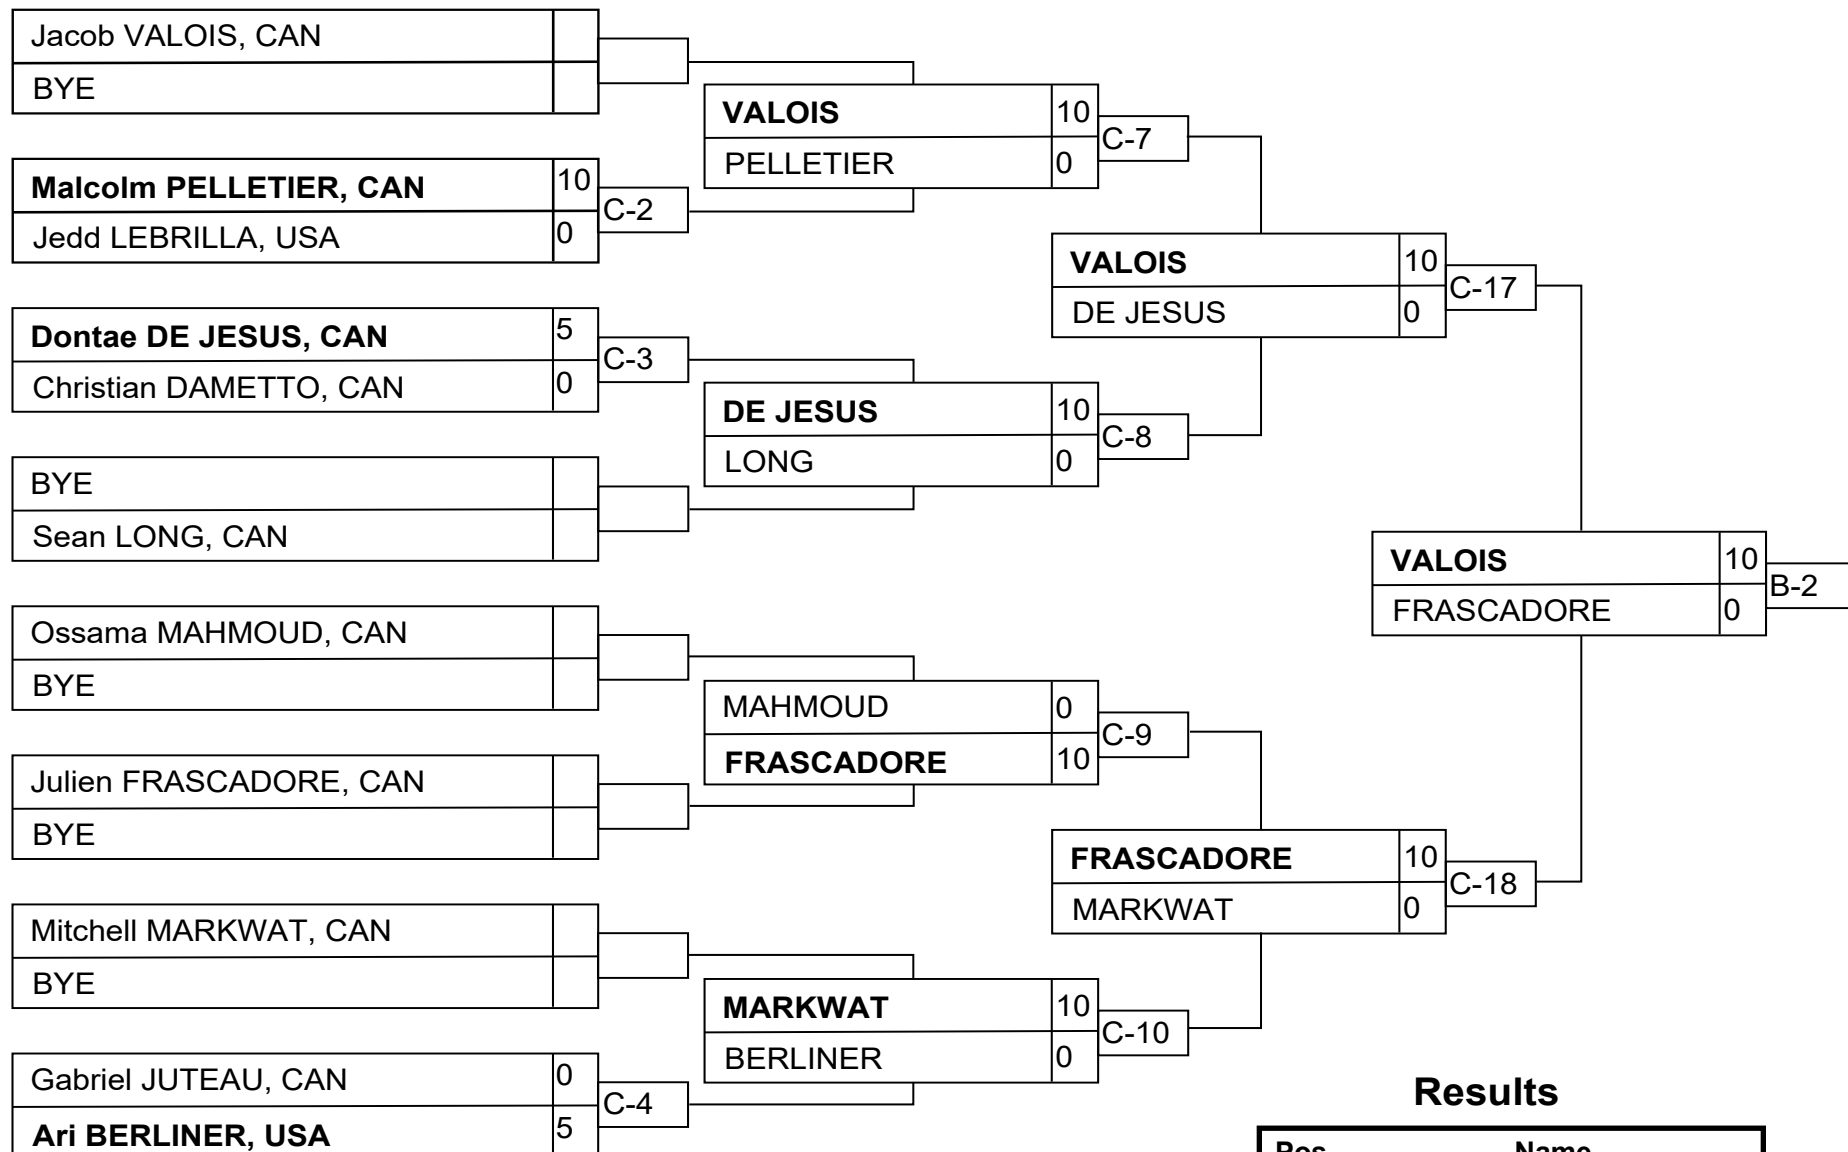 Jacob VALOIS, CAN
BYE
Malcolm PELLETIER, CAN 10
Jedd LEBRILLA, USA 0
C-2
Dontae DE JESUS, CAN 5
Christian DAMETTO, CAN 0
C-3
BYE
Sean LONG, CAN
Ossama MAHMOUD, CAN
BYE
Julien FRASCADORE, CAN
BYE
Mitchell MARKWAT, CAN
BYE
Gabriel JUTEAU, CAN 0
Ari BERLINER, USA 5
C-4
VALOIS 10
PELLETIER 0
C-7
DE JESUS 10
LONG 0
C-8
MAHMOUD 0
FRASCADORE 10
C-9
MARKWAT 10
BERLINER 0
C-10
VALOIS 10
DE JESUS 0
C-17
FRASCADORE 10
MARKWAT 0
C-18
VALOIS 10
FRASCADORE 0
B-2
Results
Pos Name